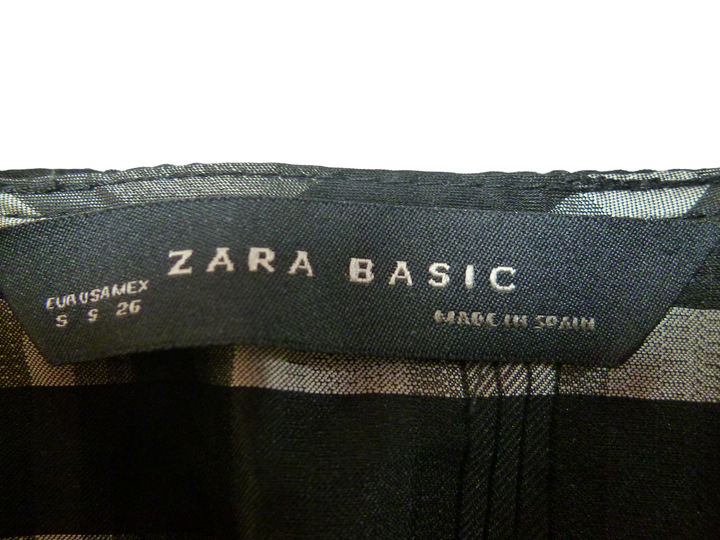 ZARA BASIC
EUR USA MEX
S S 26
MADE IN SPAIN